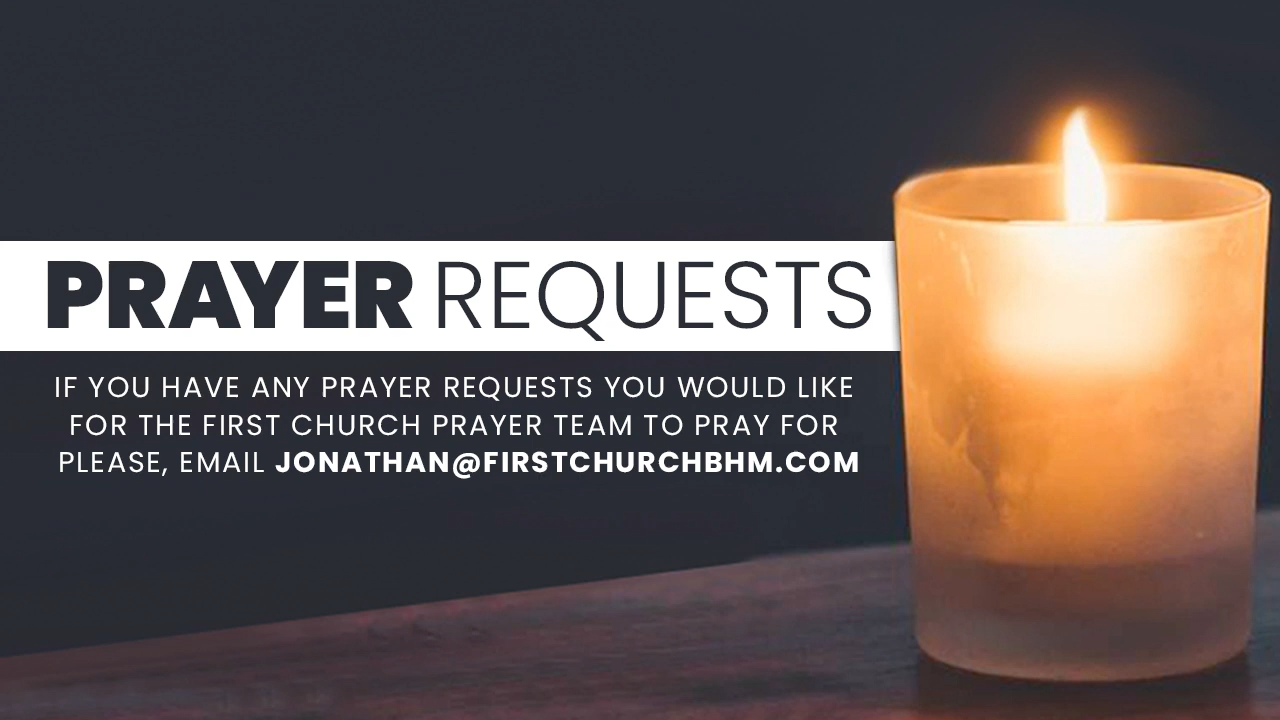 PRAYER REQUESTS
IF YOU HAVE ANY PRAYER REQUESTS YOU WOULD LIKE
FOR THE FIRST CHURCH PRAYER TEAM TO PRAY FOR
PLEASE, EMAIL JONATHAN@FIRSTCHURCHBHM.COM